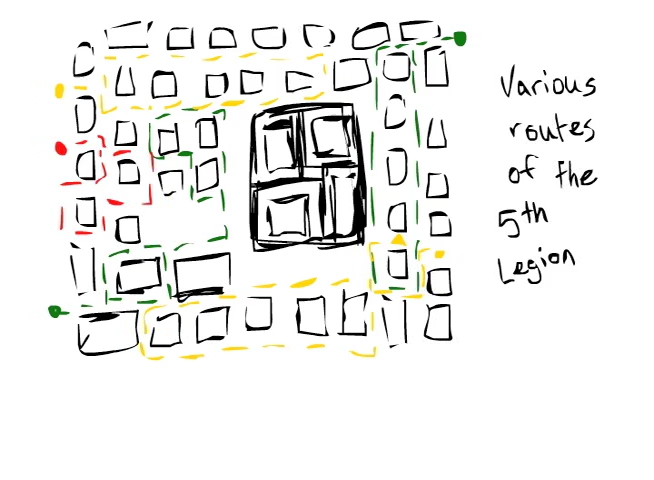 Various
routes
of the
5th
Legion